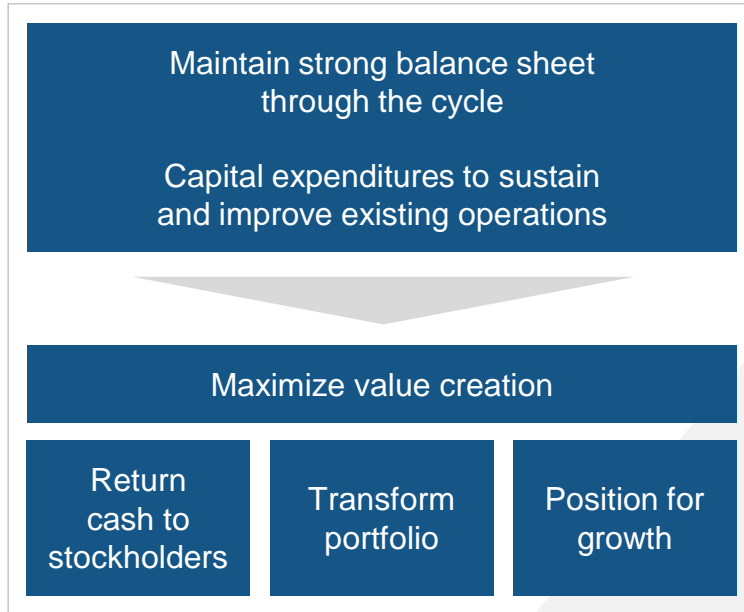 Maintain strong balance sheet
through the cycle
Capital expenditures to sustain
and improve existing operations
Maximize value creation
Return
cash to
stockholders
Transform
portfolio
Position for
growth